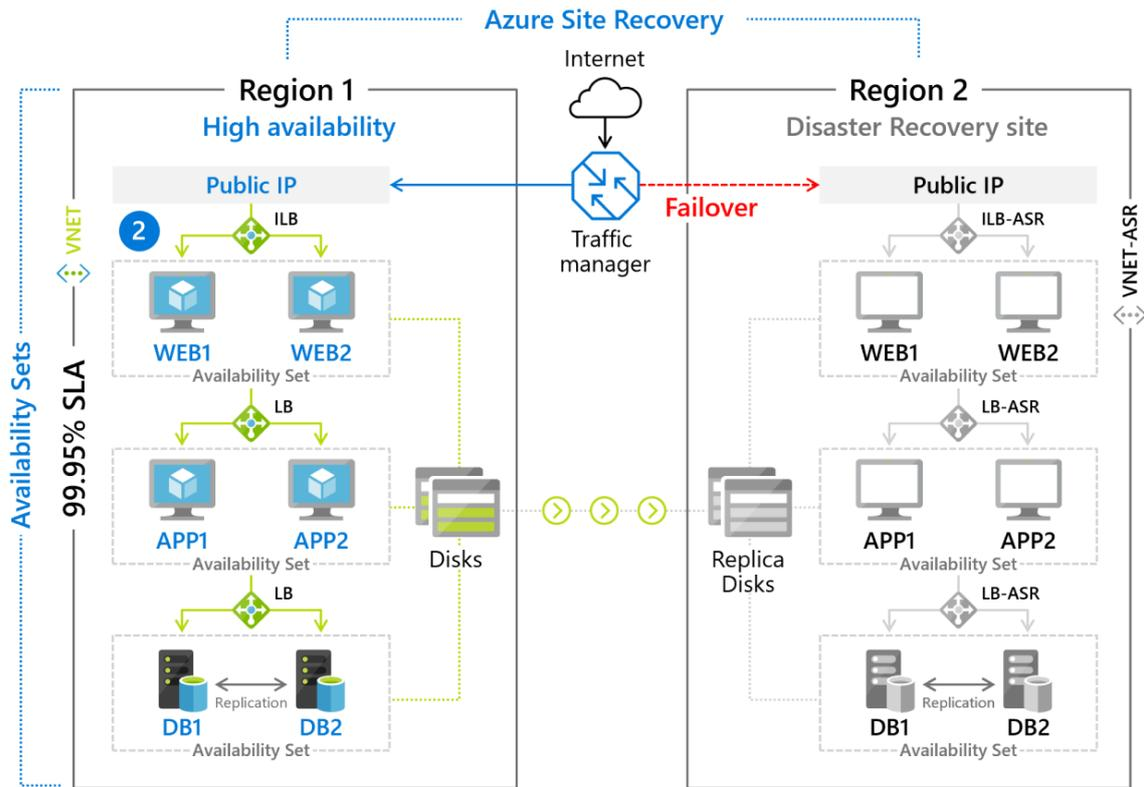 Azure Site Recovery
Internet
Region 1
High availability
Region 2
Disaster Recovery site
Public IP
Failover
Public IP
Traffic
manager
2
ILB
VNET
WEB1
WEB2
Availability Set
LB
APP1
APP2
Availability Set
LB
DB1
Replication
DB2
Availability Set
Availability Sets
99.95% SLA
Disks
Replica
Disks
ILB-ASR
VNET-ASR
WEB1
WEB2
Availability Set
LB-ASR
APP1
APP2
Availability Set
LB-ASR
DB1
Replication
DB2
Availability Set